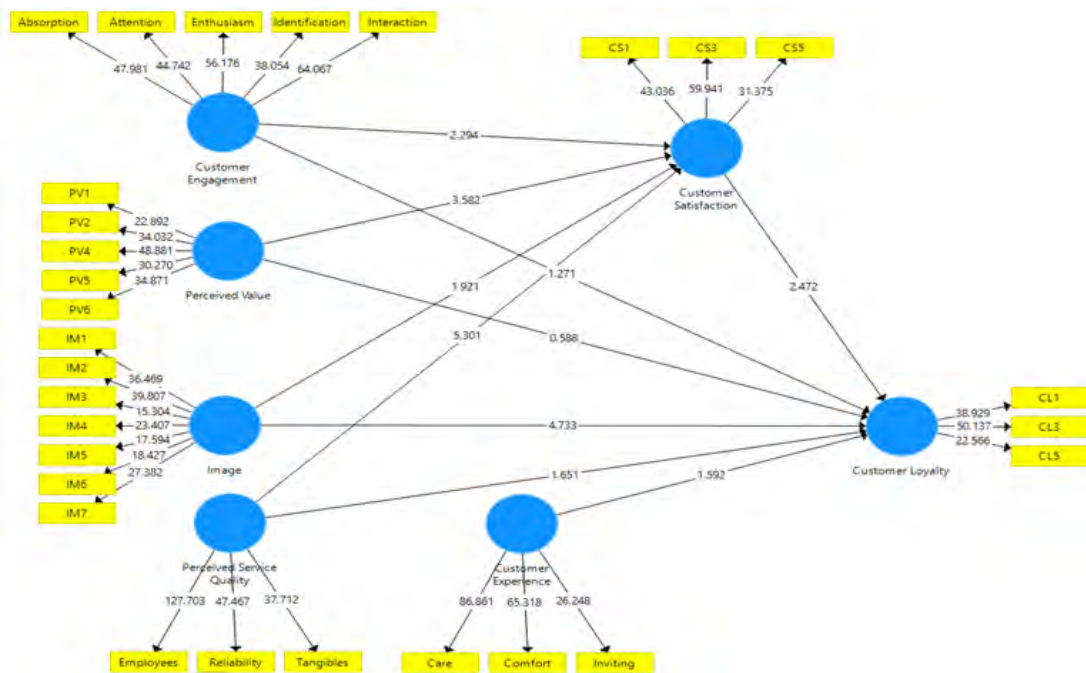 Absorption
Attention
Enthusiasm
Identification
Interaction
47.981
44.742
56.176
38.054
64.067
CS1
CS3
CS5
43.036
59.941
31.375
Customer
Engagement
2.294
Customer
Satisfaction
PV1
PV2
PV4
PV5
PV6
22.892
34.032
48.881
30.270
34.871
Perceived Value
3.582
1.921
1.271
5.301
0.588
2.472
IM1
IM2
IM3
IM4
IM5
IM6
IM7
36.469
39.807
15.304
23.407
17.594
18.427
27.382
Image
4.733
CL1
CL3
CL5
38.929
50.137
22.566
Customer Loyalty
1.651
1.592
Perceived Service
Quality
Customer
Experience
127.703
47.467
37.712
86.861
65.318
26.248
Employees
Reliability
Tangibles
Care
Comfort
Inviting